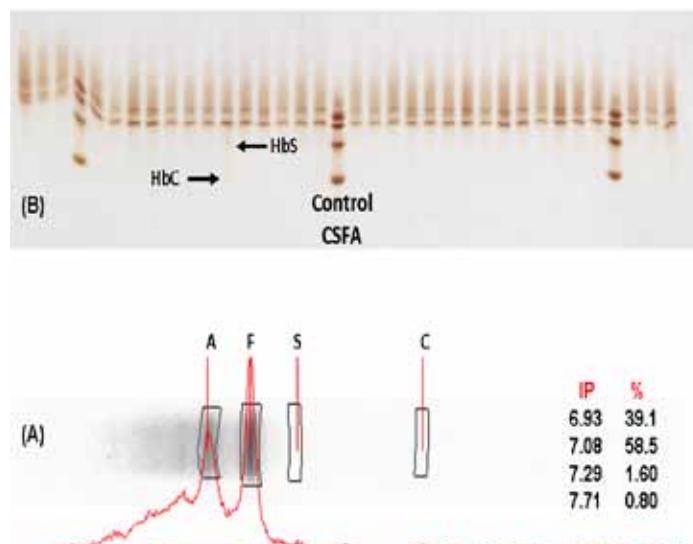 HbS
HbC
(B)
Control
CSFA
A F S C
IP %
(A)
6.93 39.1
7.08 58.5
7.29 1.60
7.71 0.80